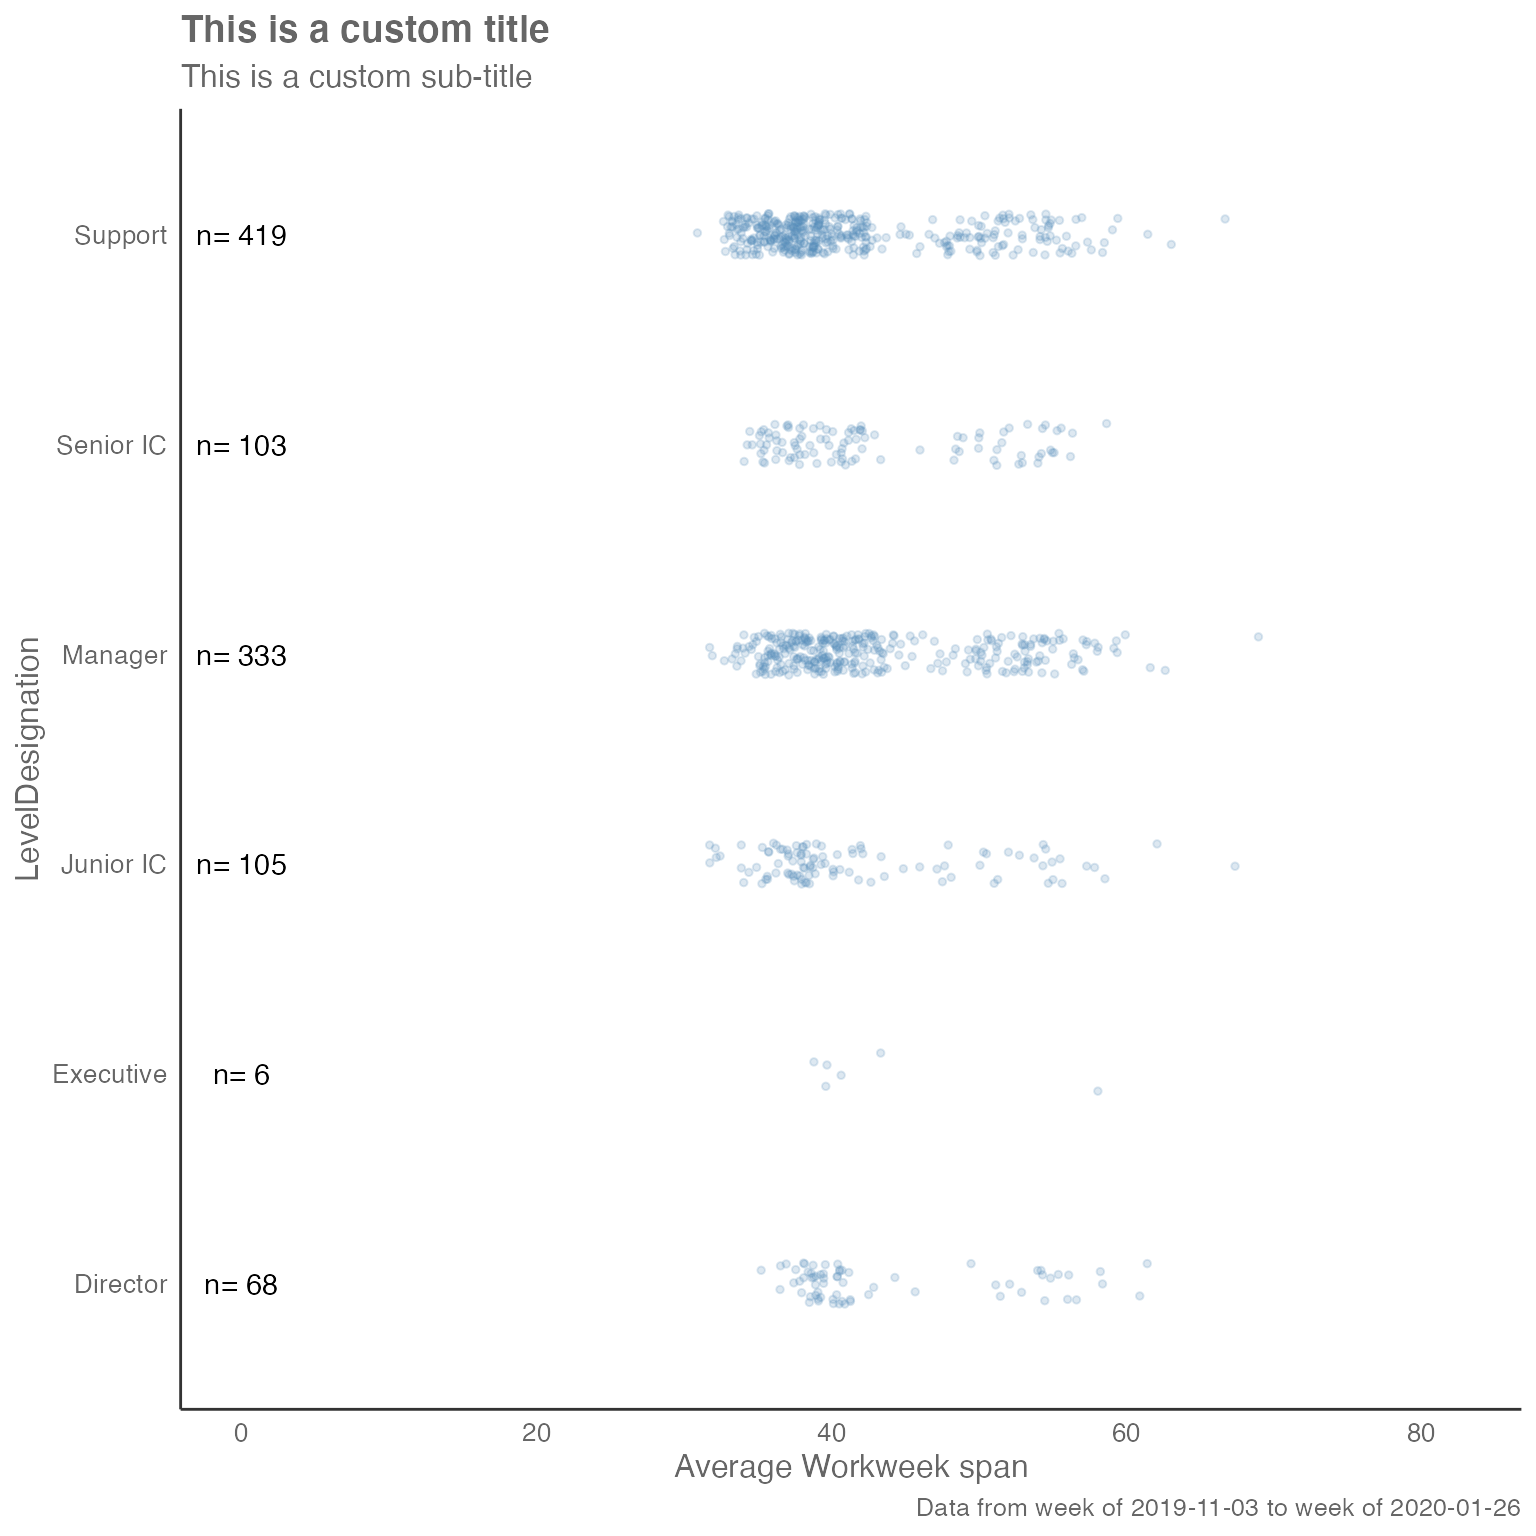 This is a custom title
This is a custom sub-title
LevelDesignation
Support n= 419
Senior IC n= 103
Manager n= 333
Junior IC n= 105
Executive n= 6
Director n= 68
0 20 40 60 80
Average Workweek span
Data from week of 2019-11-03 to week of 2020-01-26